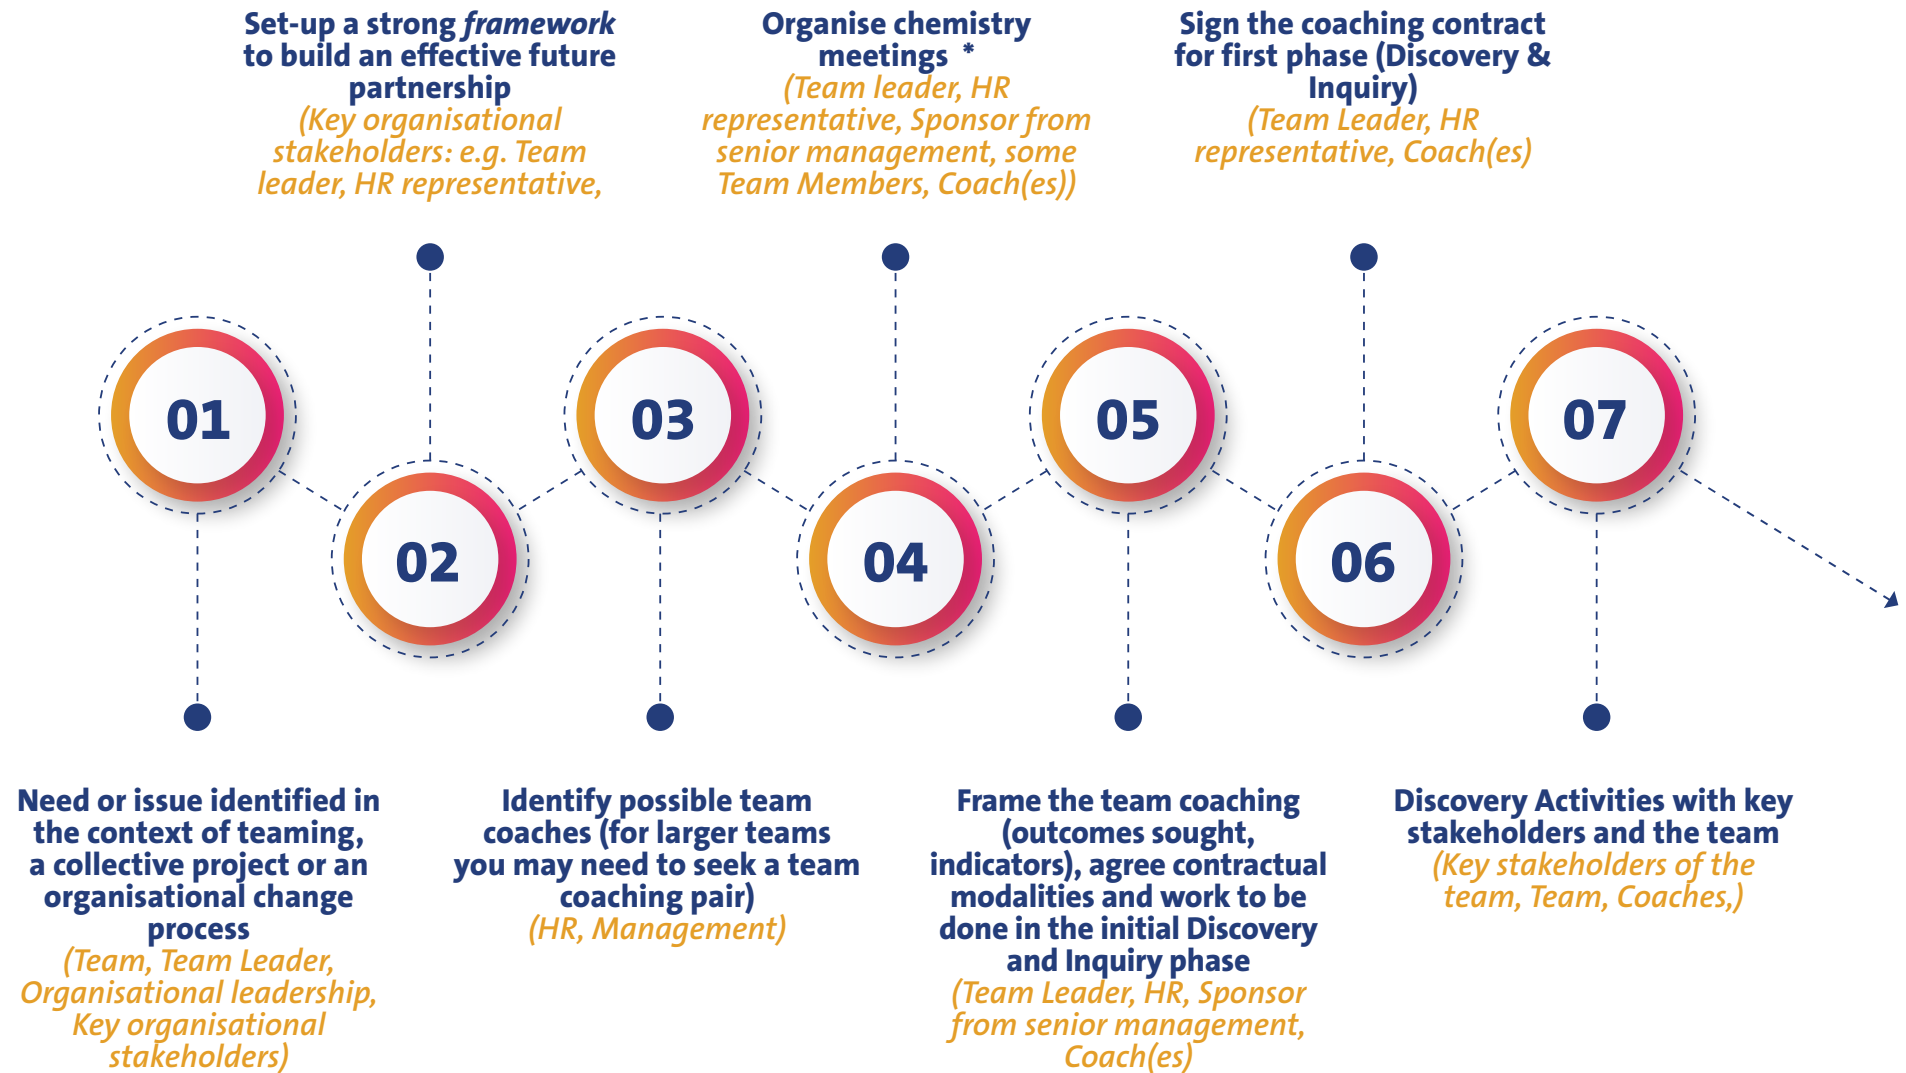 Set-up a strong framework
to build an effective future
partnership
(Key organisational
stakeholders: e.g. Team
leader, HR representative,
Organise chemistry
meetings *
(Team leader, HR
representative, Sponsor from
senior management, some
Team Members, Coach(es))
Sign the coaching contract
for first phase (Discovery &
Inquiry)
(Team Leader, HR
representative, Coach(es)
01
02
03
04
05
06
07
Need or issue identified in
the context of teaming,
a collective project or an
organisational change
process
(Team, Team Leader,
Organisational leadership,
Key organisational
stakeholders)
Identify possible team
coaches (for larger teams
you may need to seek a team
coaching pair)
(HR, Management)
Frame the team coaching
(outcomes sought,
indicators), agree contractual
modalities and work to be
done in the initial Discovery
and Inquiry phase
(Team Leader, HR, Sponsor
from senior management,
Coach(es)
Discovery Activities with key
stakeholders and the team
(Key stakeholders of the
team, Team, Coaches,)